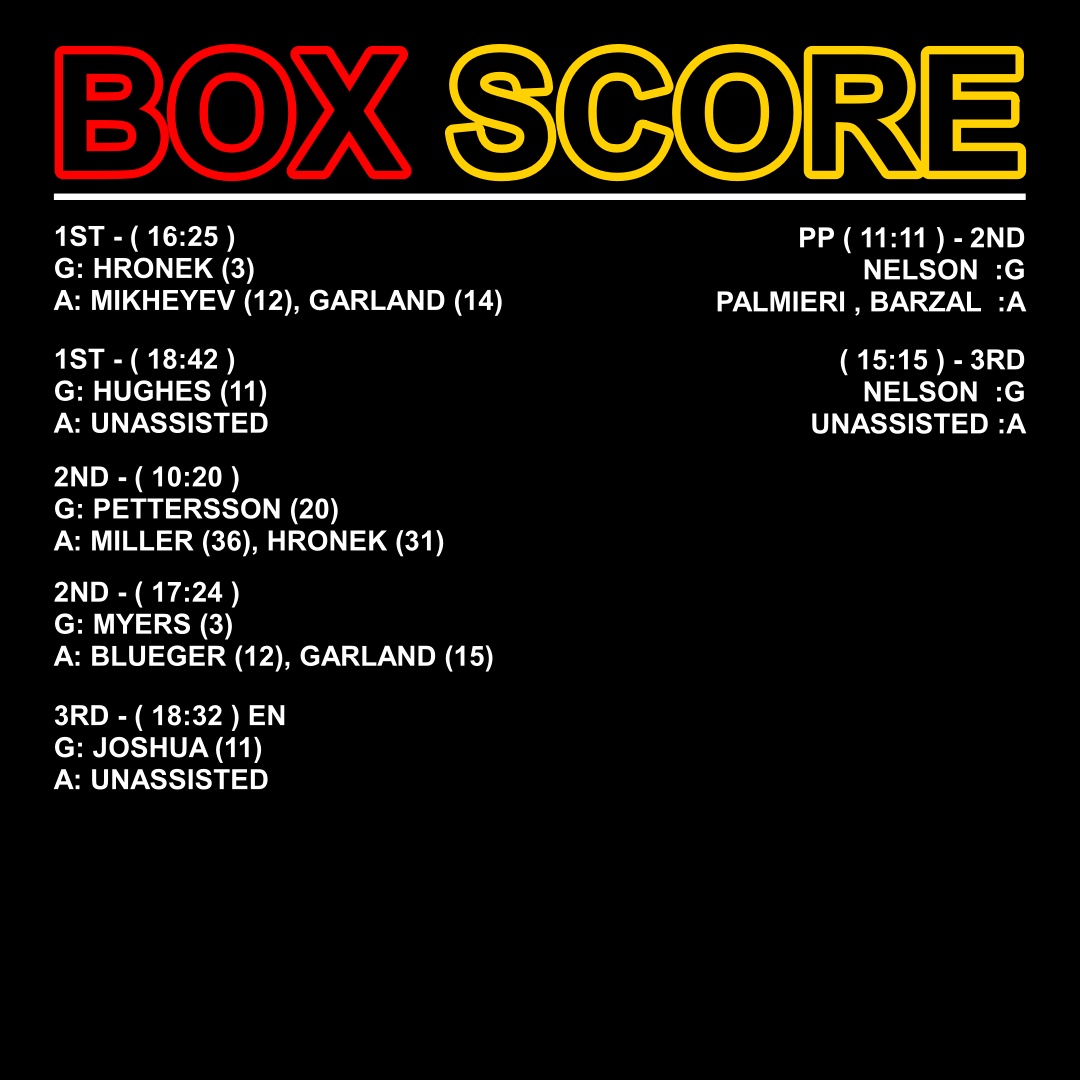 BOX SCORE
1ST - ( 16:25 )
G: HRONEK (3)
A: MIKHEYEV (12), GARLAND (14)
1ST - ( 18:42 )
G: HUGHES (11)
A: UNASSISTED
2ND - ( 10:20 )
G: PETTERSSON (20)
A: MILLER (36), HRONEK (31)
2ND - ( 17:24 )
G: MYERS (3)
A: BLUEGER (12), GARLAND (15)
3RD - ( 18:32 ) EN
G: JOSHUA (11)
A: UNASSISTED
PP ( 11:11 ) - 2ND
NELSON  :G
PALMIERI , BARZAL  :A
( 15:15 ) - 3RD
NELSON  :G
UNASSISTED :A